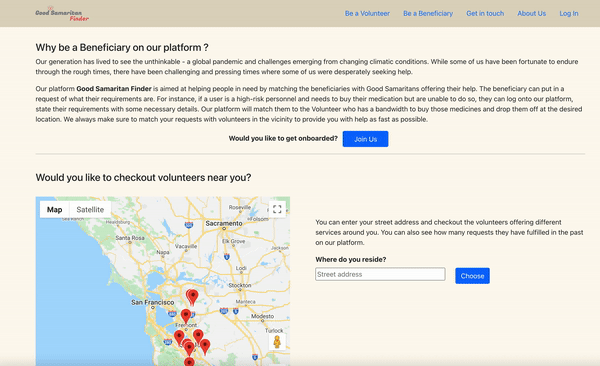 Good Samaritan
Finder
Be a Volunteer Be a Beneficiary Get in touch About Us Log In
Why be a Beneficiary on our platform ?
Our generation has lived to see the unthinkable - a global pandemic and challenges emerging from changing climatic conditions. While some of us have been fortunate to endure
through the rough times, there have been challenging and pressing times where some of us were desperately seeking help.
Our platform Good Samaritan Finder is aimed at helping people in need by matching the beneficiaries with Good Samaritans offering their help. The beneficiary can put in a
request of what their requirements are. For instance, if a user is a high-risk personnel and needs to buy their medication but are unable to do so, they can log onto our platform,
state their requirements with some necessary details. Our platform will match them to the Volunteer who has a bandwidth to buy those medicines and drop them off at the desired
location. We always make sure to match your requests with volunteers in the vicinity to provide you with help as fast as possible.
Would you like to get onboarded? Join Us
Would you like to checkout volunteers near you?
Map Satellite
Roseville
Healdsburg
Sacramento
Santa Rosa
Elk Grove
Napa
Jackson
Vacaville
Lodi
Stockton
San Francisco
Manteca
Modesto
Fremont
Turlock
You can enter your street address and checkout the volunteers offering different
services around you. You can also see how many requests they have fulfilled in the past
on our platform.
Where do you reside?
Street address Choose